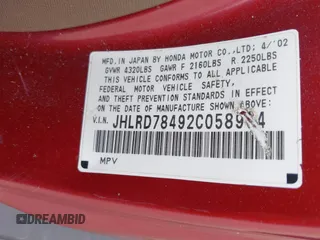 MFD. IN JAPAN BY HONDA MOTOR CO.,LTD; 4/'02
GVWR 4320LBS GAWR F 2160LBS R 2250LBS
THIS VEHICLE CONFORMS TO ALL APPLICABLE
FEDERAL MOTOR VEHICLE SAFETY,
AND THEFT PREVENTION STANDARDS IN EFFECT ON
THE DATE OF MANUFACTURE SHOWN ABOVE:
V.I.N.
MPV
DREAMBID